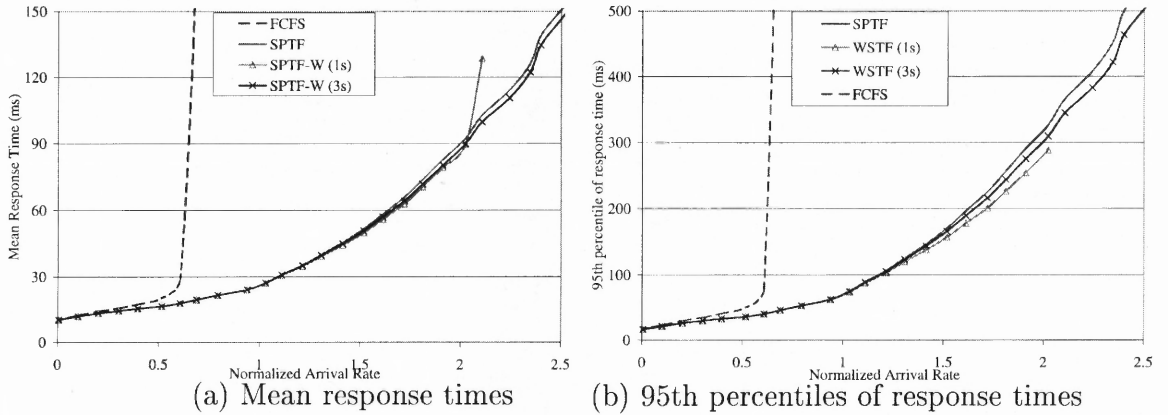 150
120
90
60
30
0
Mean Response Time (ms)
FCFS
SPTF
SPTF-W (1s)
SPTF-W (3s)
0
0.5
1
1.5
2
2.5
Normalized Arrival Rate
(a) Mean response times
500
400
300
200
100
0
95th percentile of response time (ms)
SPTF
WSTF (1s)
WSTF (3s)
FCFS
0
0.5
1
1.5
2
2.5
Normalized Arrival Rate
(b) 95th percentiles of response times